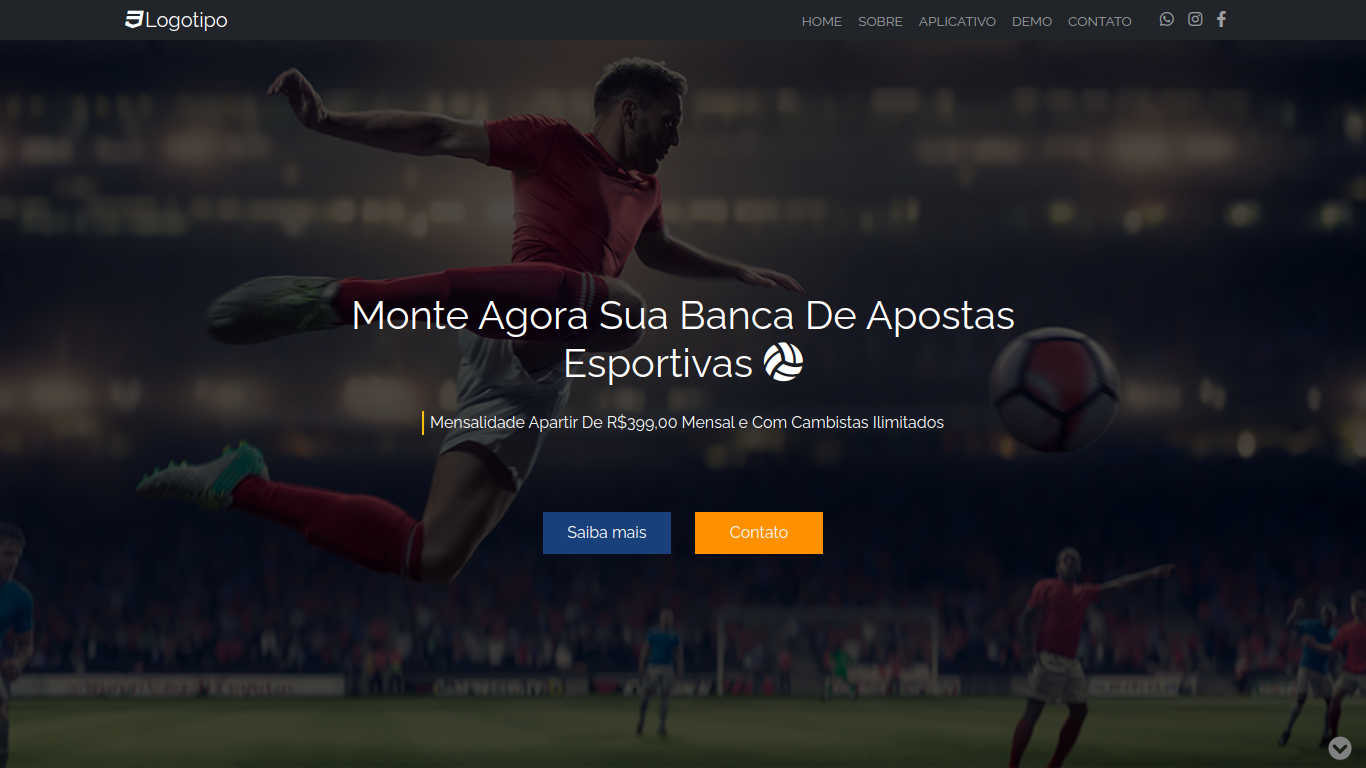 Logotipo
HOME SOBRE APLICATIVO DEMO CONTATO
Monte Agora Sua Banca De Apostas
Esportivas
Mensalidade Apartir De R$399,00 Mensal e Com Cambistas Ilimitados
Saiba mais Contato